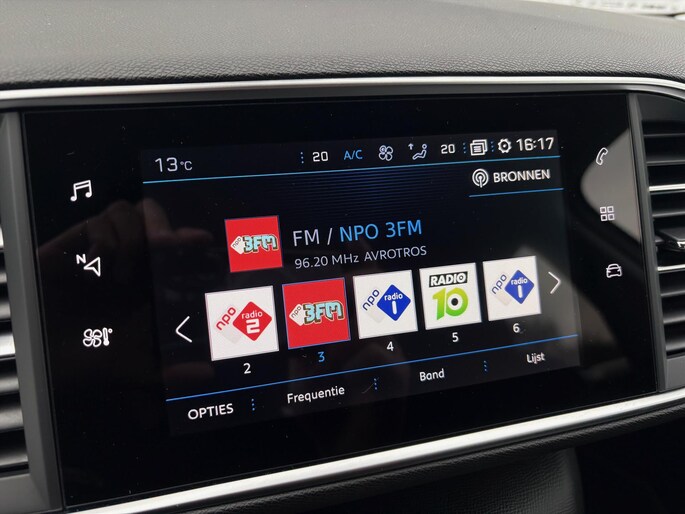 13°C 20 A/C 20 16:17
BRONNEN
N
3FM
FM / NPO 3FM
96.20 MHz AVROTROS
npo radio 2
3FM
npo radio 1
RADIO 10
npo radio 1
2 3 4 5 6
OPTIES Frequentie Band Lijst